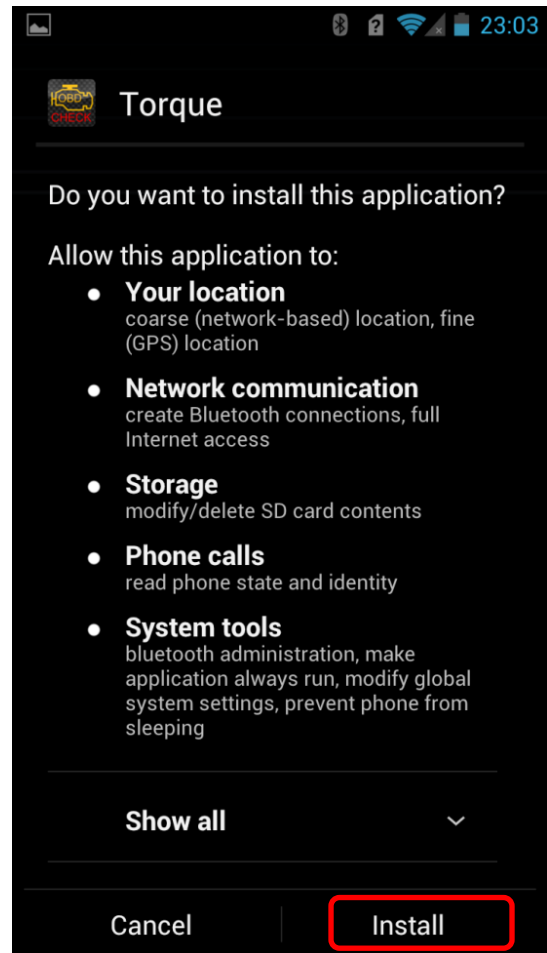 23:03
HOBD
CHECK
Torque
Do you want to install this application?
Allow this application to:
Your location
coarse (network-based) location, fine
(GPS) location
Network communication
create Bluetooth connections, full
Internet access
Storage
modify/delete SD card contents
Phone calls
read phone state and identity
System tools
bluetooth administration, make
application always run, modify global
system settings, prevent phone from
sleeping
Show all
Cancel Install